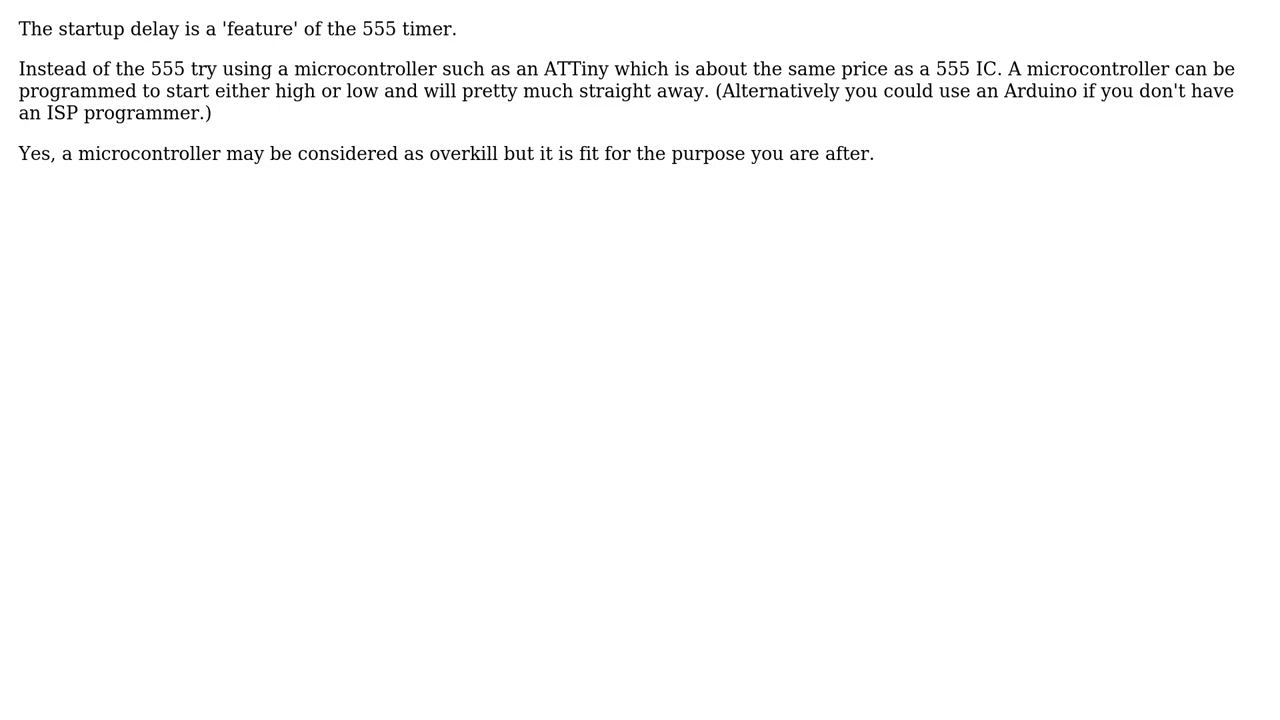 The startup delay is a 'feature' of the 555 timer.
Instead of the 555 try using a microcontroller such as an ATTiny which is about the same price as a 555 IC. A microcontroller can be
programmed to start either high or low and will pretty much straight away. (Alternatively you could use an Arduino if you don't have
an ISP programmer.)
Yes, a microcontroller may be considered as overkill but it is fit for the purpose you are after.